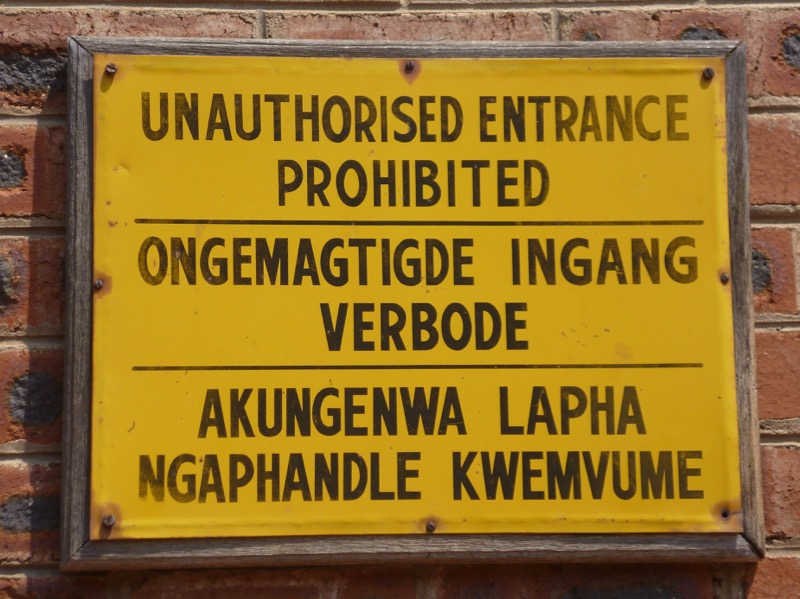 UNAUTHORISED ENTRANCE
PROHIBITED
ONGEMAGTIGDE INGANG
VERBODE
AKUNGENWA LAPHA
NGAPHANDLE KWEMVUME